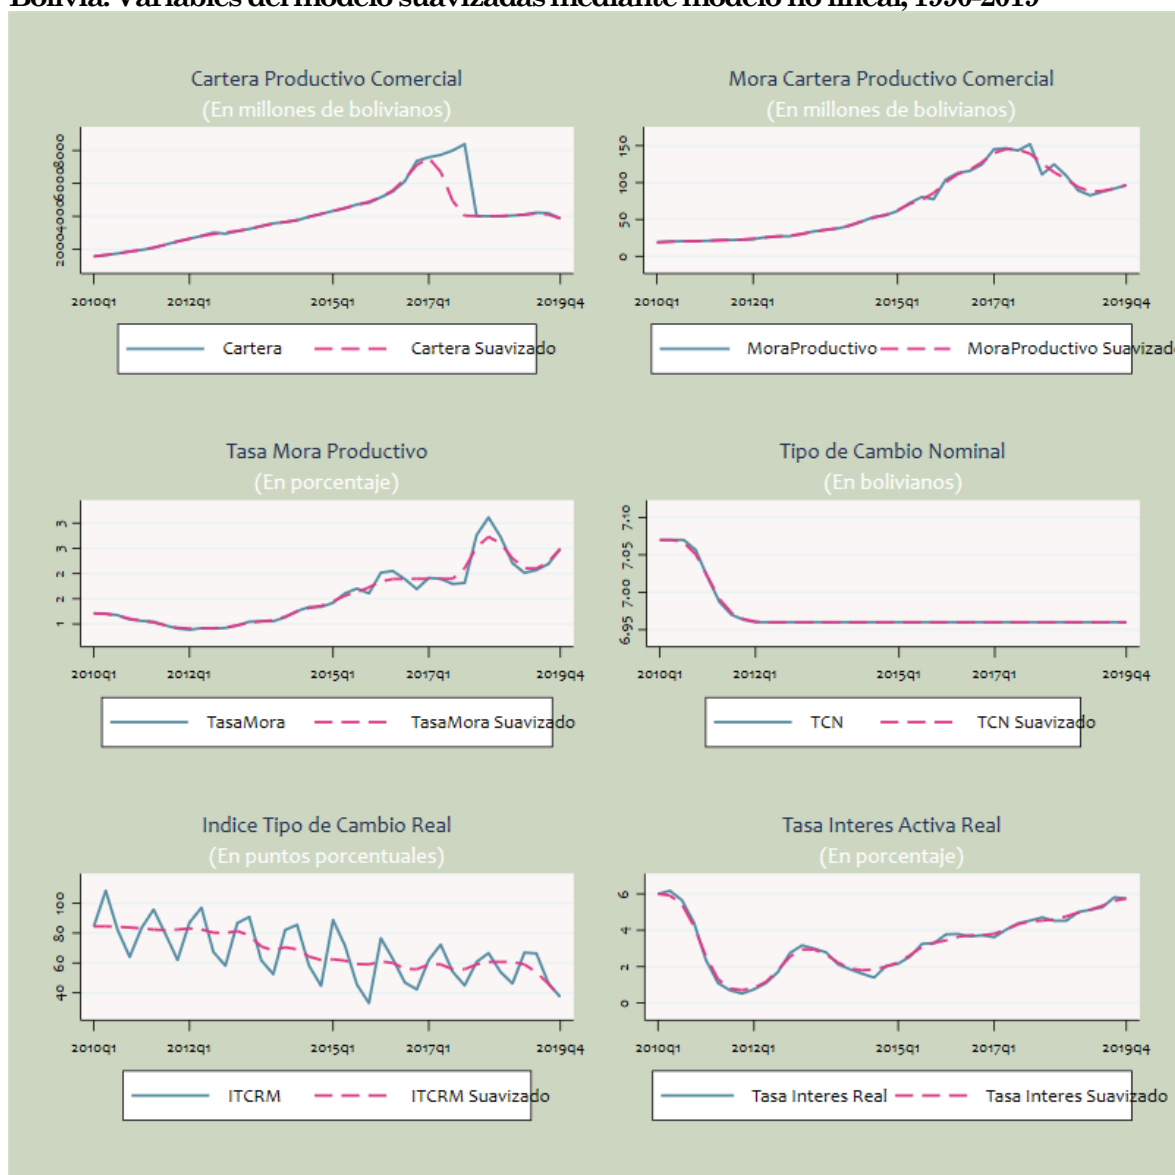 Bolivia: Variables del modelo suavizadas mediante modelo no lineal, 1990-2019
Cartera Productivo Comercial
(En millones de bolivianos)
2000 4000 6000 8000
2010q1 2012q1 2015q1 2017q1 2019q4
Cartera Cartera Suavizado
Mora Cartera Productivo Comercial
(En millones de bolivianos)
150
100
50
0
2010q1 2012q1 2015q1 2017q1 2019q4
MoraProductivo MoraProductivo Suavizad
Tasa Mora Productivo
(En porcentaje)
3
3
2
2
1
2010q1 2012q1 2015q1 2017q1 2019q4
TasaMora TasaMora Suavizado
Tipo de Cambio Nominal
(En bolivianos)
7.10
7.05
7.00
6.95
2010q1 2012q1 2015q1 2017q1 2019q4
TCN TCN Suavizado
Indice Tipo de Cambio Real
(En puntos porcentuales)
100
80
60
40
2010q1 2012q1 2015q1 2017q1 2019q4
ITCRM ITCRM Suavizado
Tasa Interes Activa Real
(En porcentaje)
6
4
2
0
2010q1 2012q1 2015q1 2017q1 2019q4
Tasa Interes Real Tasa Interes Suavizado